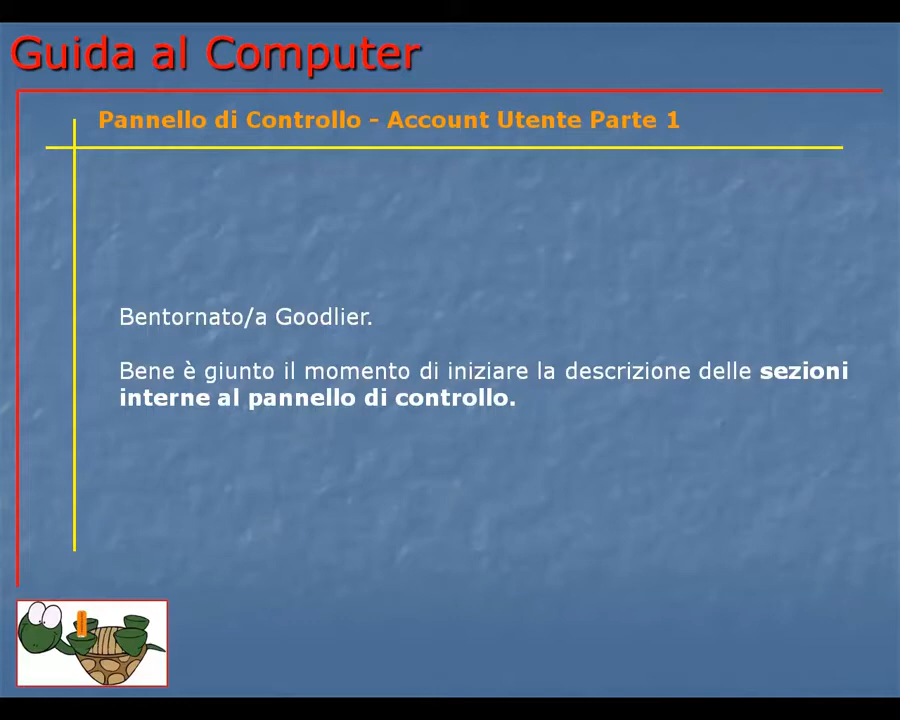 Guida al Computer
Pannello di Controllo - Account Utente Parte 1
Bentornato/a Goodlier.
Bene è giunto il momento di iniziare la descrizione delle sezioni
interne al pannello di controllo.